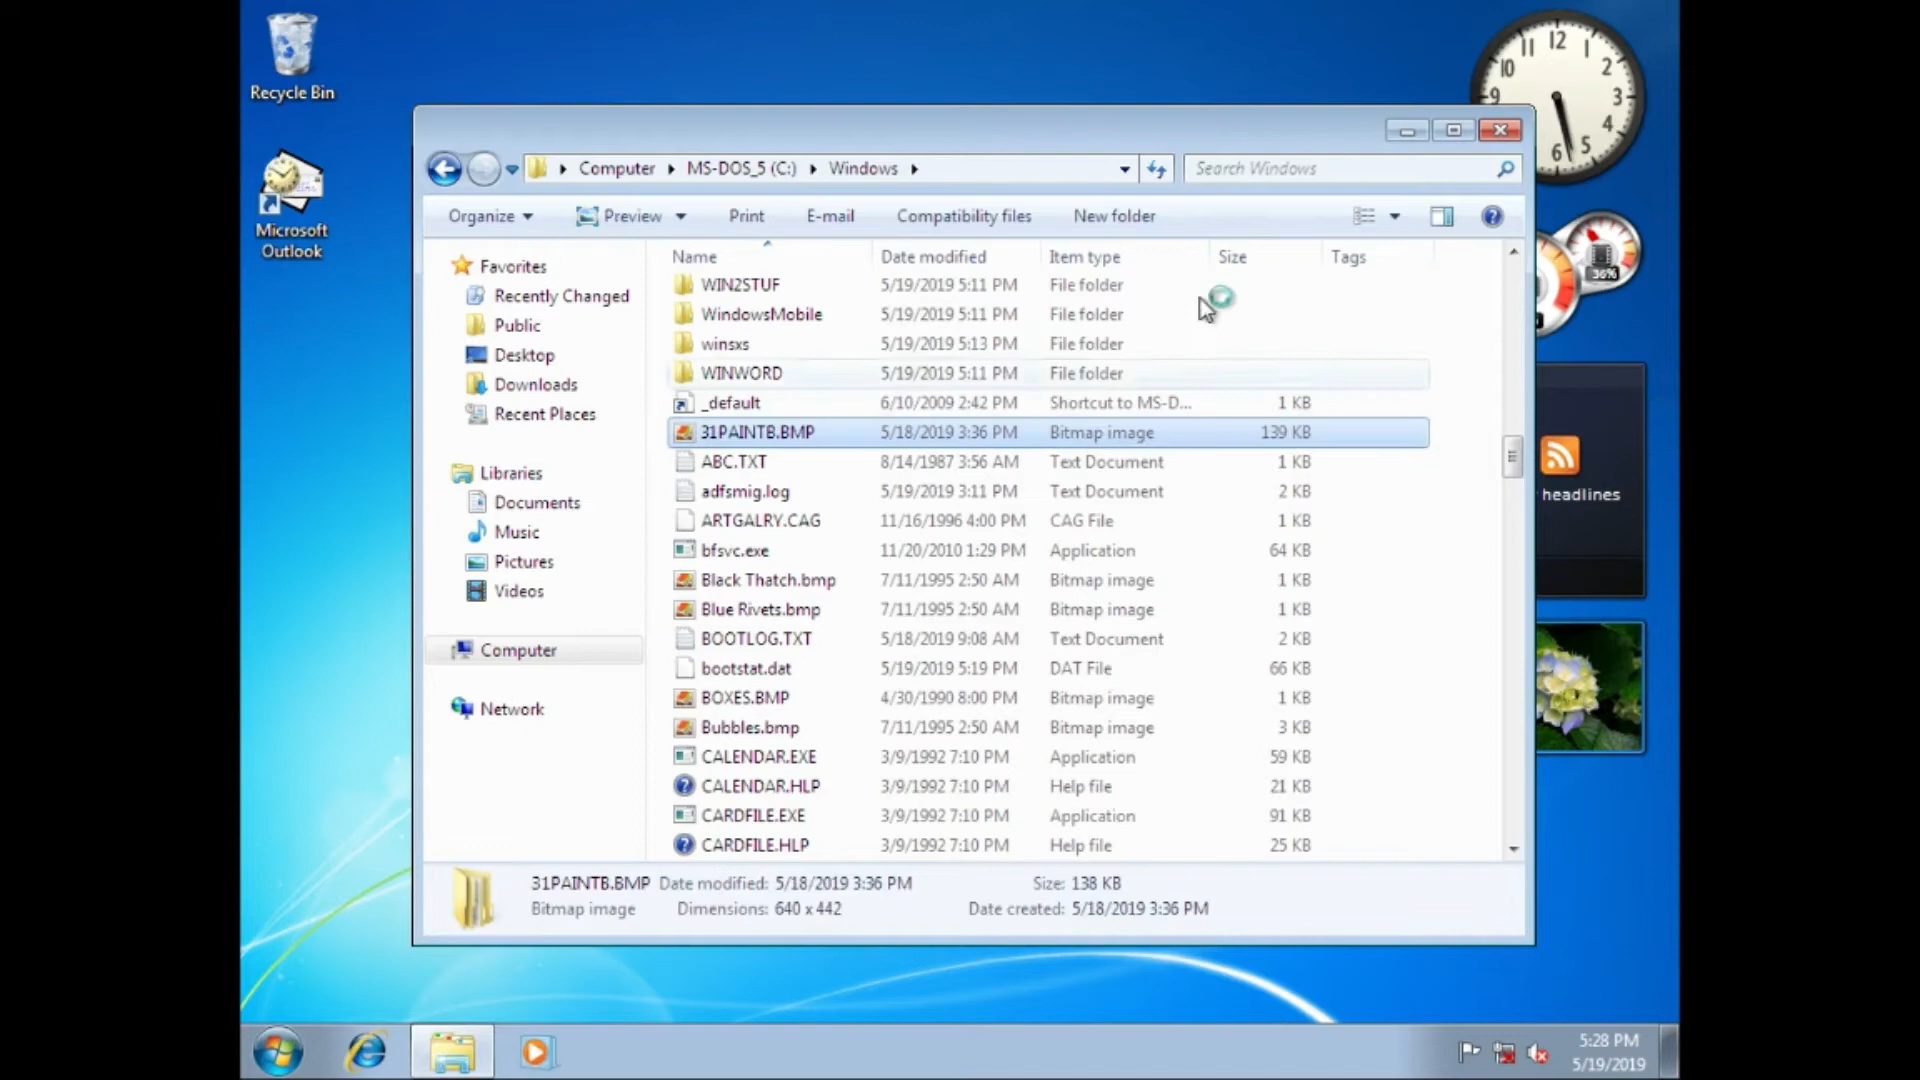 Recycle Bin
Microsoft
Outlook
Computer MS-DOS_5 (C:) Windows
Search Windows
Organize Preview Print E-mail Compatibility files New folder
Name Date modified Item type Size Tags
Favorites
Recently Changed
Public
Desktop
Downloads
Recent Places
Libraries
Documents
Music
Pictures
Videos
Computer
Network
WIN2STUF 5/19/2019 5:11 PM File folder
WindowsMobile 5/19/2019 5:11 PM File folder
winsxs 5/19/2019 5:13 PM File folder
WINWORD 5/19/2019 5:11 PM File folder
_default 6/10/2009 2:42 PM Shortcut to MS-D... 1 KB
31PAINTB.BMP 5/18/2019 3:36 PM Bitmap image 139 KB
ABC.TXT 8/14/1987 3:56 AM Text Document 1 KB
adfsmig.log 5/19/2019 3:11 PM Text Document 2 KB
ARTGALRY.CAG 11/16/1996 4:00 PM CAG File 1 KB
bfsvc.exe 11/20/2010 1:29 PM Application 64 KB
Black Thatch.bmp 7/11/1995 2:50 AM Bitmap image 1 KB
Blue Rivets.bmp 7/11/1995 2:50 AM Bitmap image 1 KB
BOOTLOG.TXT 5/18/2019 9:08 AM Text Document 2 KB
bootstat.dat 5/19/2019 5:19 PM DAT File 66 KB
BOXES.BMP 4/30/1990 8:00 PM Bitmap image 1 KB
Bubbles.bmp 7/11/1995 2:50 AM Bitmap image 3 KB
CALENDAR.EXE 3/9/1992 7:10 PM Application 59 KB
CALENDAR.HLP 3/9/1992 7:10 PM Help file 21 KB
CARDFILE.EXE 3/9/1992 7:10 PM Application 91 KB
CARDFILE.HLP 3/9/1992 7:10 PM Help file 25 KB
31PAINTB.BMP Date modified: 5/18/2019 3:36 PM Size: 138 KB
Bitmap image Dimensions: 640 x 442 Date created: 5/18/2019 3:36 PM
11 12 1
10 2
9 3
4
6 5
36%
headlines
5:28 PM
5/19/2019